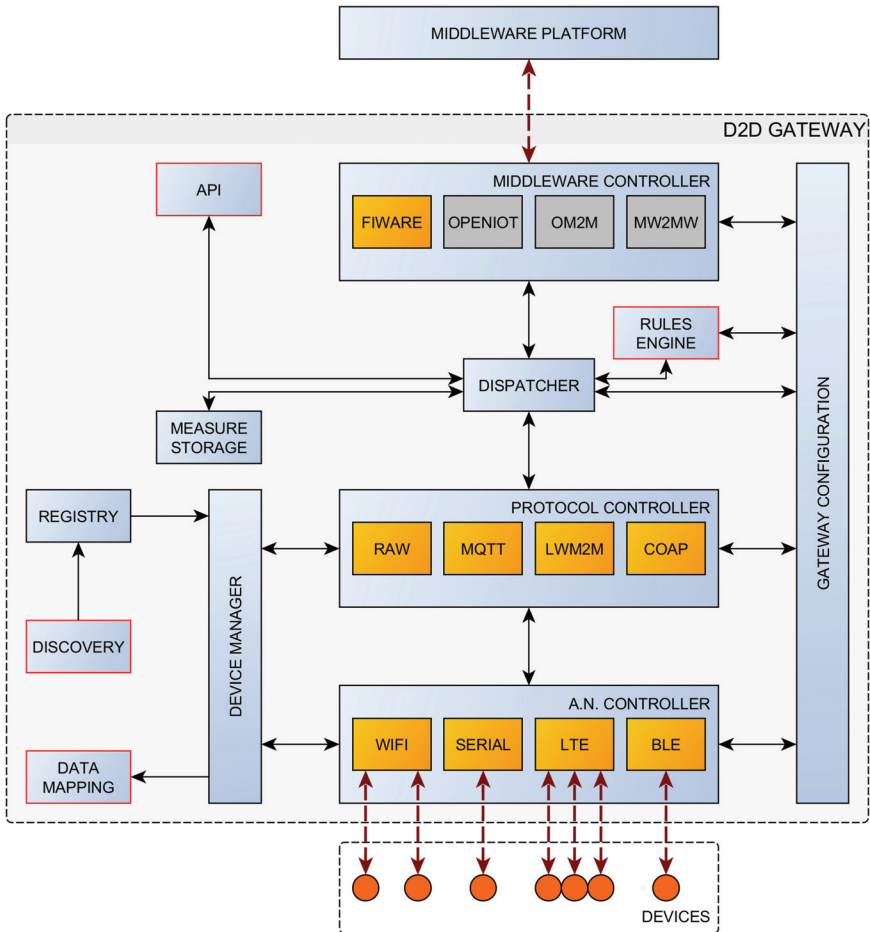 MIDDLEWARE PLATFORM
D2D GATEWAY
API
MIDDLEWARE CONTROLLER
FIWARE
OPENIOT
OM2M
MW2MW
RULES
ENGINE
DISPATCHER
MEASURE
STORAGE
GATEWAY CONFIGURATION
REGISTRY
PROTOCOL CONTROLLER
RAW
MQTT
LWM2M
COAP
DEVICE MANAGER
DISCOVERY
A.N. CONTROLLER
WIFI
SERIAL
LTE
BLE
DATA
MAPPING
DEVICES